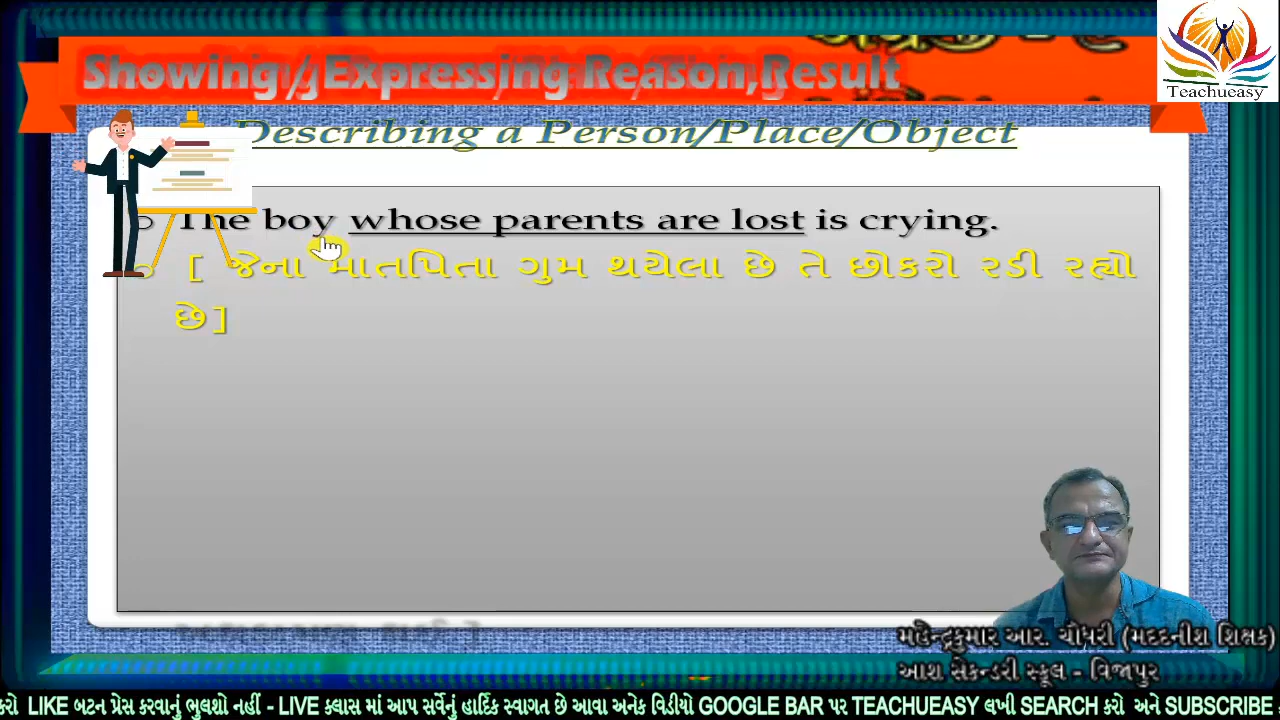 Showing / Expressing Reason,Result
Teachueasy
Describing a Person/Place/Object
The boy whose parents are lost is crying.
[ જેના માતપિતા ગુમ થયેલા છે તે છોકરો રડી રહ્યો
છે]
મહેન્દ્રકુમાર આર. ચૌધરી (મદદનીશ શિક્ષક)
આશ સેકન્ડરી સ્કૂલ - વિજાપુર
કરો LIKE બટન પ્રેસ કરવાનું ભુલશો નહીં - LIVE ક્લાસ માં આપ સર્વેનું હાર્દિક સ્વાગત છે આવા અનેક વિડીયો GOOGLE BAR પર TEACHUEASY લખી SEARCH કરો અને SUBSCRIBE